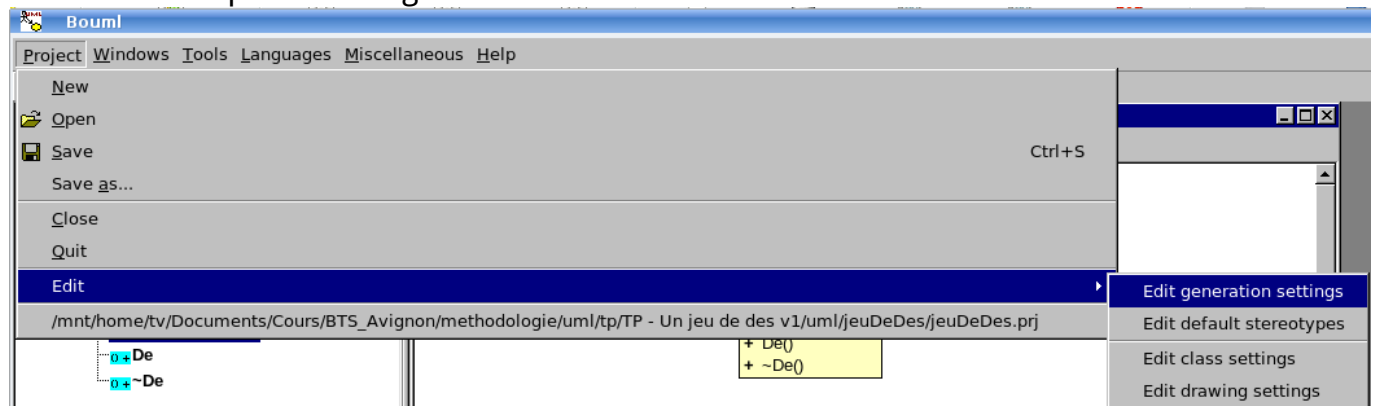 Bouml
Project Windows Tools Languages Miscellaneous Help
New
Open
Save Ctrl+S
Save as...
Close
Quit
Edit
Edit generation settings
/mnt/home/tv/Documents/Cours/BTS_Avignon/methodologie/uml/tp/TP - Un jeu de des v1/uml/jeuDeDes/jeuDeDes.prj
Edit default stereotypes
+ De()
De
Edit class settings
+ ~De()
~De
Edit drawing settings